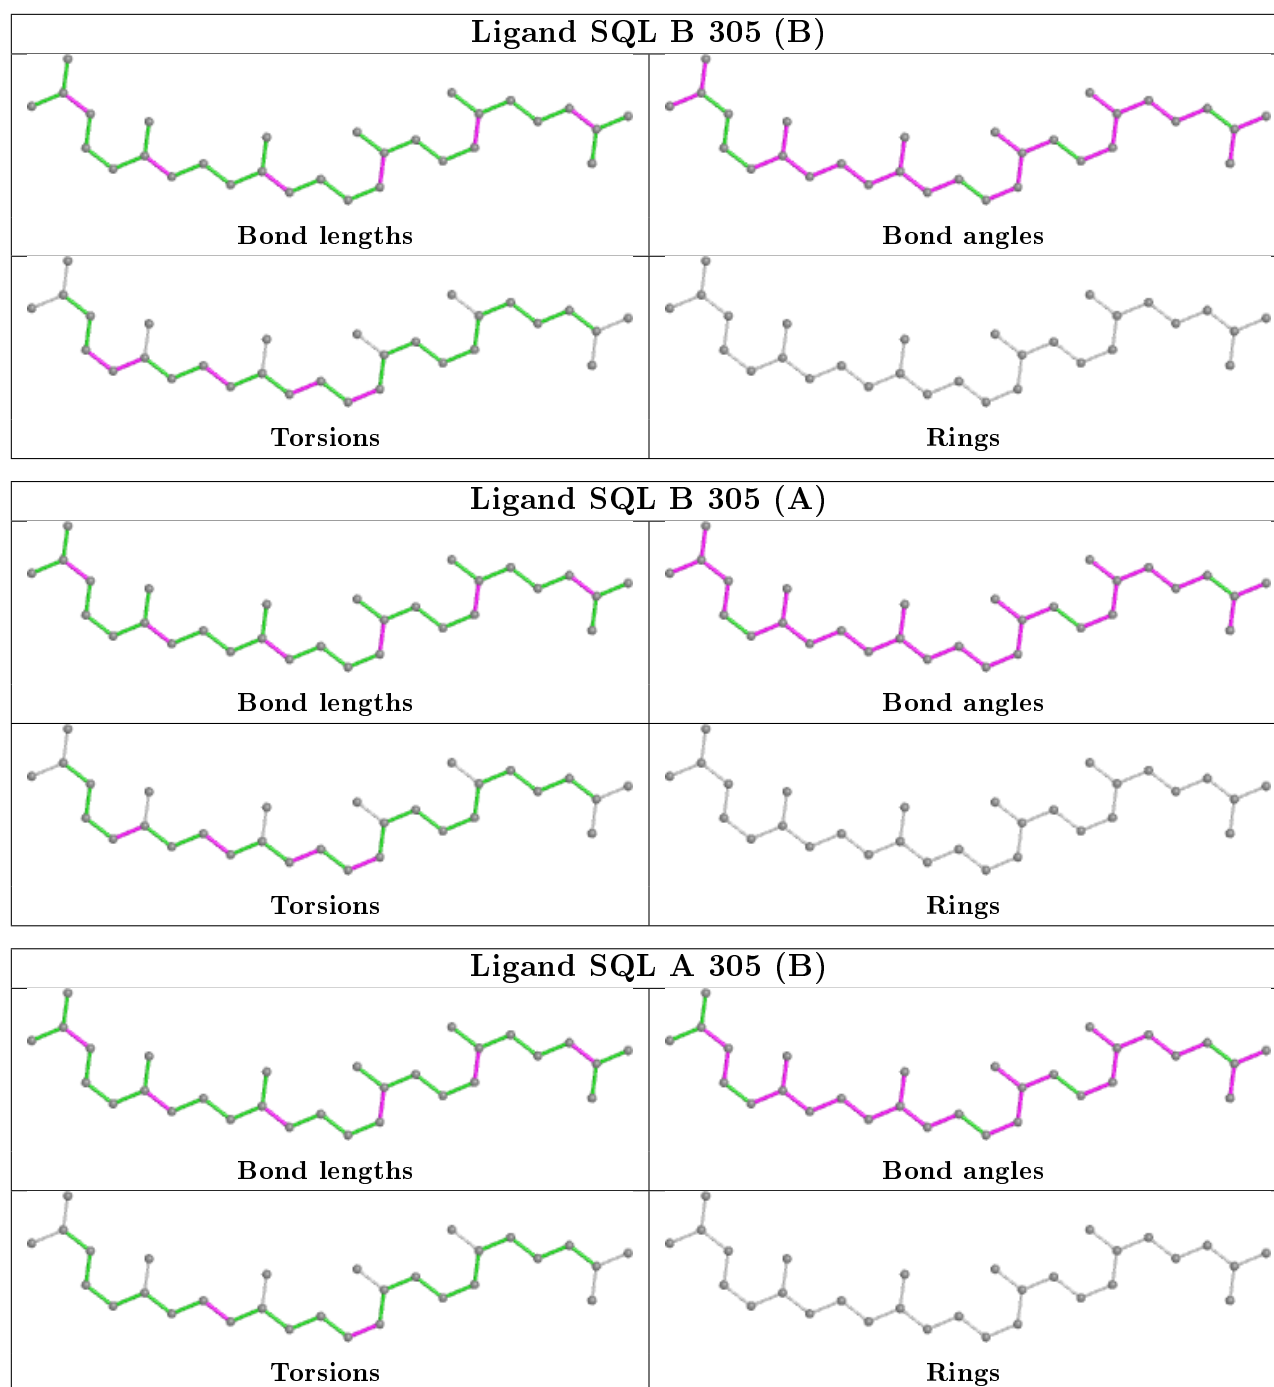 Ligand SQL B 305 (B)
Bond lengths
Bond angles
Torsions
Rings
Ligand SQL B 305 (A)
Bond lengths
Bond angles
Torsions
Rings
Ligand SQL A 305 (B)
Bond lengths
Bond angles
Torsions
Rings